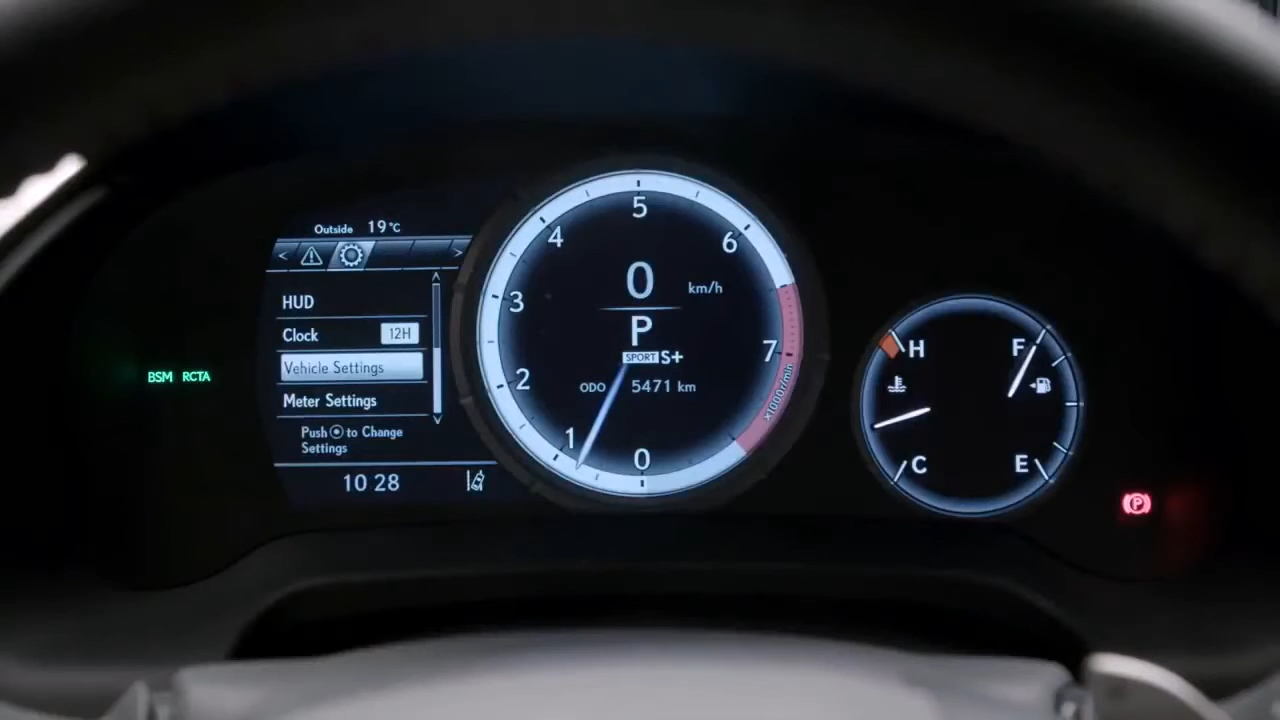 Outside 19°C
< >
HUD
Clock 12H
Vehicle Settings
Meter Settings
Push to Change
Settings
10 28
BSM RCTA
0
1
2
3
4
5
6
7
x1000r/min
0 km/h
P
SPORT S+
ODO 5471 km
H
C
F
E
P